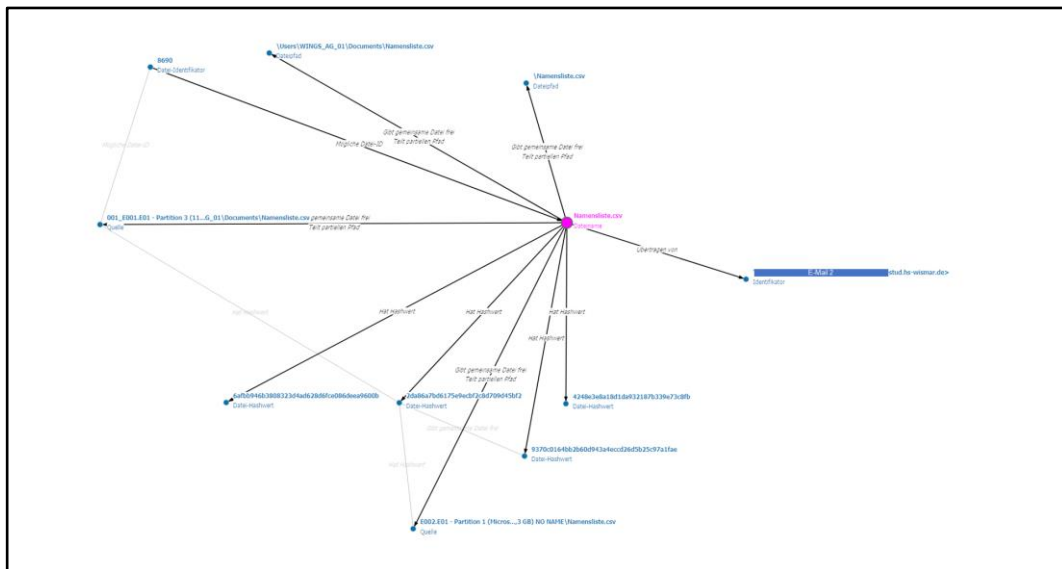 \Users\WINGS_AG_01\Documents\Namensliste.csv
Dateipfad
8690
Datei-Identifikator
\Namensliste.csv
Dateipfad
Gibt gemeinsame Datei frei
Teilt partiellen Pfad
Mögliche Datei-ID
Mögliche Datei-ID
Gibt gemeinsame Datei frei
Teilt partiellen Pfad
001_E001.E01 - Partition 3 (11...G_01\Documents\Namensliste.csv
Quelle
gemeinsame Datei frei
Teilt partiellen Pfad
Namensliste.csv
Dateiname
Übertragen von
E-Mail 2
stud.hs-wismar.de>
Identifikator
Hat Hashwert
Hat Hashwert
Hat Hashwert
Hat Hashwert
Hat Hashwert
Gibt gemeinsame Datei frei
Teilt partiellen Pfad
Datei-Hashwert
Datei-Hashwert
4248e3e8a18d18a932187b339e73c8fb
Datei-Hashwert
Gibt gemeinsame Datei frei
9370c0164bb2b60d943a4eccd26d5b25c97a1fae
Datei-Hashwert
Hat Hashwert
E002.E01 - Partition 1 (Micros...,3 GB) NO NAME\Namensliste.csv
Quelle